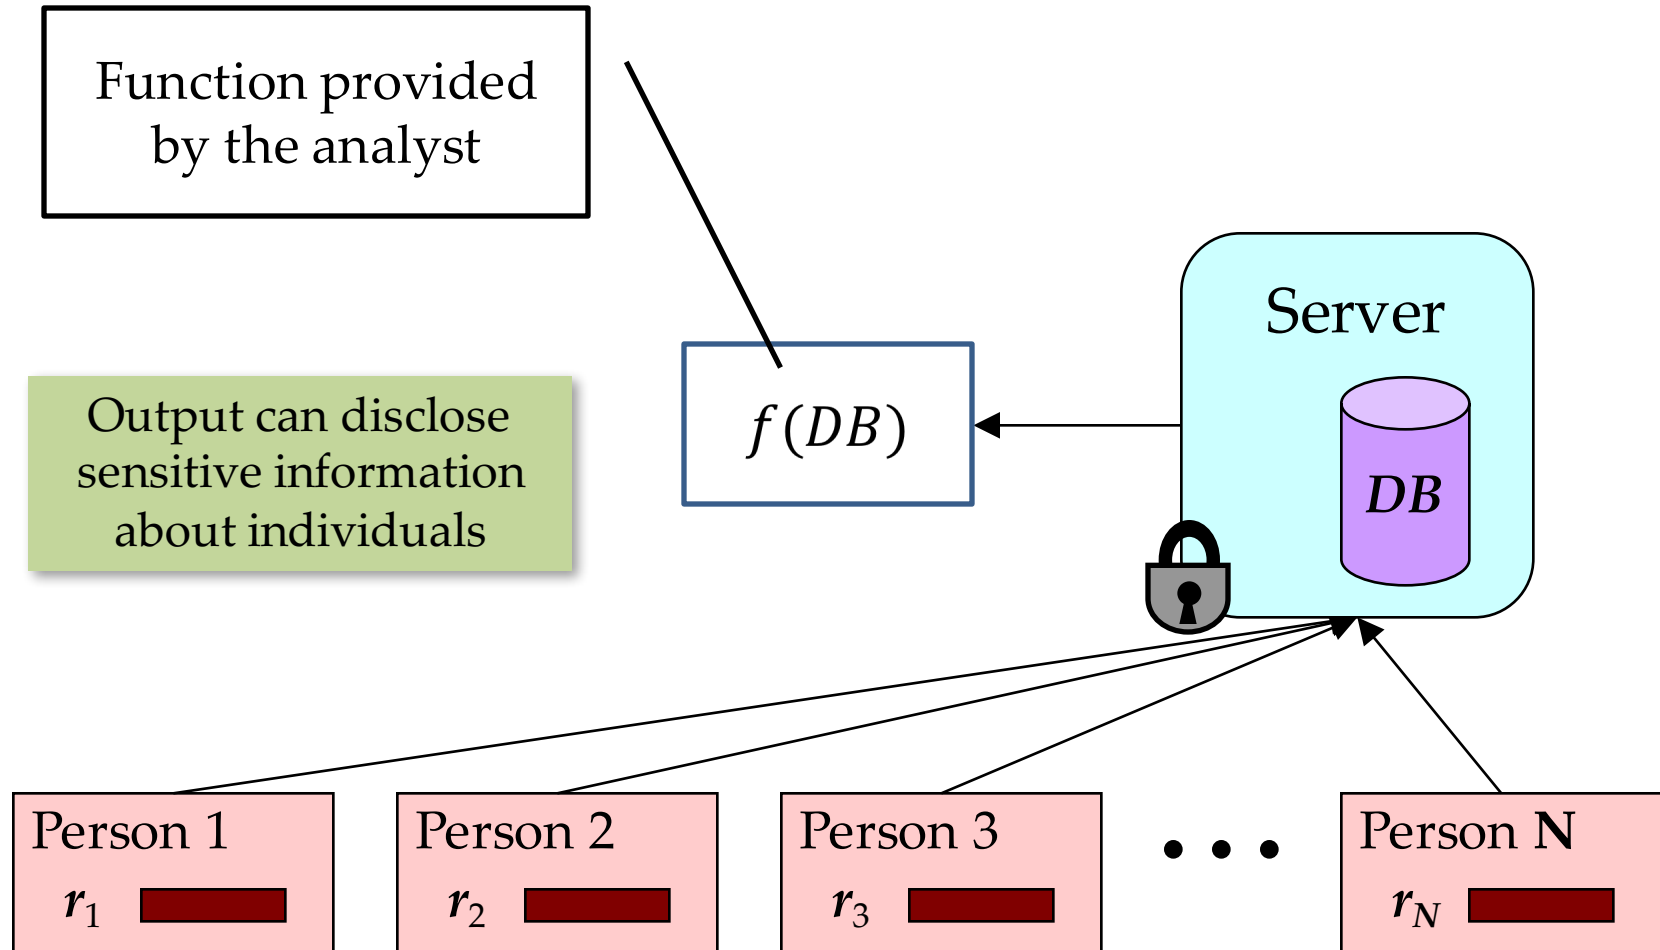 Function provided
by the analyst
Server
Output can disclose
sensitive information
about individuals
f(DB)
DB
Person 1
r₁
Person 2
r₂
Person 3
r₃
• • •
Person N
r_N